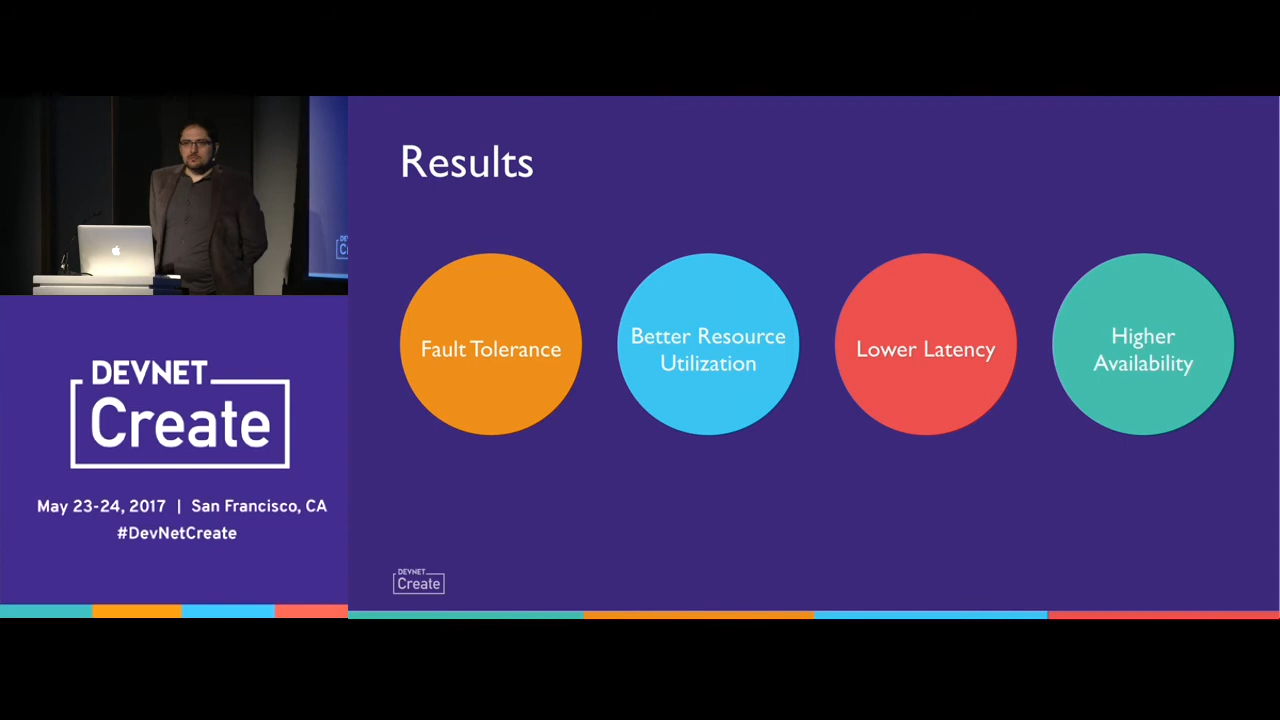 DEVNET
Create
May 23-24, 2017 | San Francisco, CA
#DevNetCreate
Results
Fault Tolerance
Better Resource
Utilization
Lower Latency
Higher
Availability
DEVNET
Create